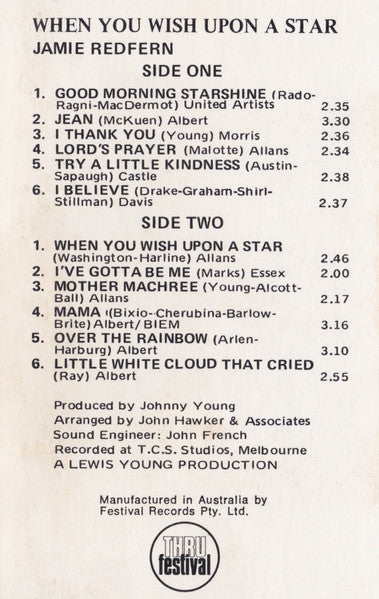 WHEN YOU WISH UPON A STAR
JAMIE REDFERN
SIDE ONE
1. GOOD MORNING STARSHINE (Rado-
Ragni-MacDermot) United Artists 2.35
2. JEAN (McKuen) Albert 3.30
3. I THANK YOU (Young) Morris 2.36
4. LORD'S PRAYER (Malotte) Allans 2.34
5. TRY A LITTLE KINDNESS (Austin-
Sapaugh) Castle 2.38
6. I BELIEVE (Drake-Graham-Shirl-
Stillman) Davis 2.37
SIDE TWO
1. WHEN YOU WISH UPON A STAR
(Washington-Harline) Allans 2.46
2. I'VE GOTTA BE ME (Marks) Essex 2.00
3. MOTHER MACHREE (Young-Alcott-
Ball) Allans 2.17
4. MAMA (Bixio-Cherubina-Barlow-
Brite) Albert/BIEM 3.16
5. OVER THE RAINBOW (Arlen-
Harburg) Albert 3.10
6. LITTLE WHITE CLOUD THAT CRIED
(Ray) Albert 2.55
Produced by Johnny Young
Arranged by John Hawker & Associates
Sound Engineer: John French
Recorded at T.C.S. Studios, Melbourne
A LEWIS YOUNG PRODUCTION
Manufactured in Australia by
Festival Records Pty. Ltd.
THRU
festival